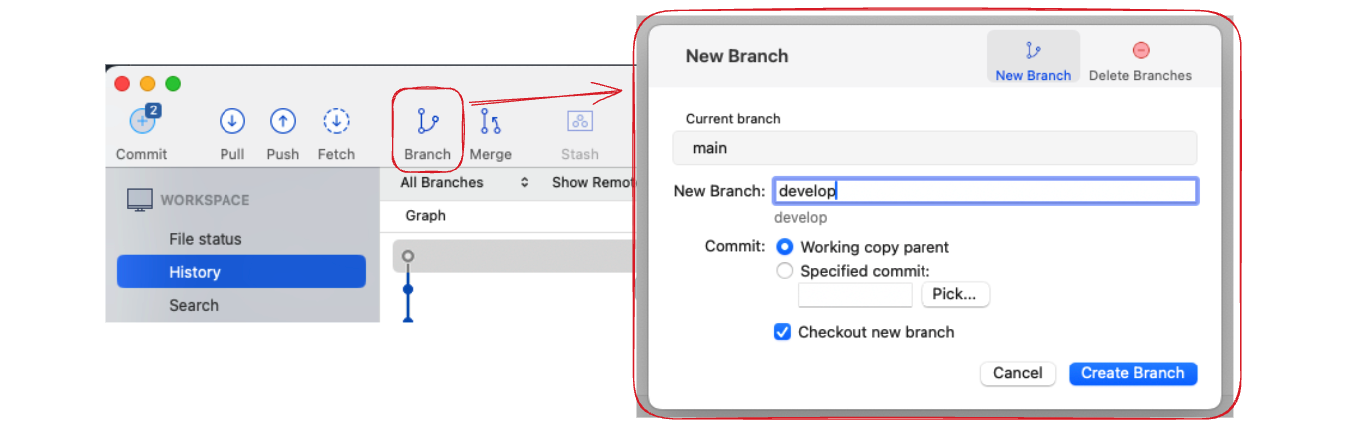 2
Commit Pull Push Fetch Branch Merge Stash
All Branches Show Remot
WORKSPACE
Graph
File status
History
Search
New Branch
New Branch Delete Branches
Current branch
main
New Branch: develop
develop
Commit: Working copy parent
Specified commit:
Pick...
Checkout new branch
Cancel Create Branch